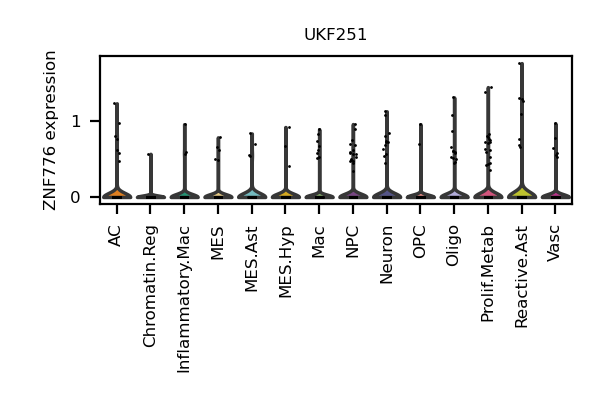 UKF251
ZNF776 expression
1
0
AC
Chromatin.Reg
Inflammatory.Mac
MES
MES.Ast
MES.Hyp
Mac
NPC
Neuron
OPC
Oligo
Prolif.Metab
Reactive.Ast
Vasc